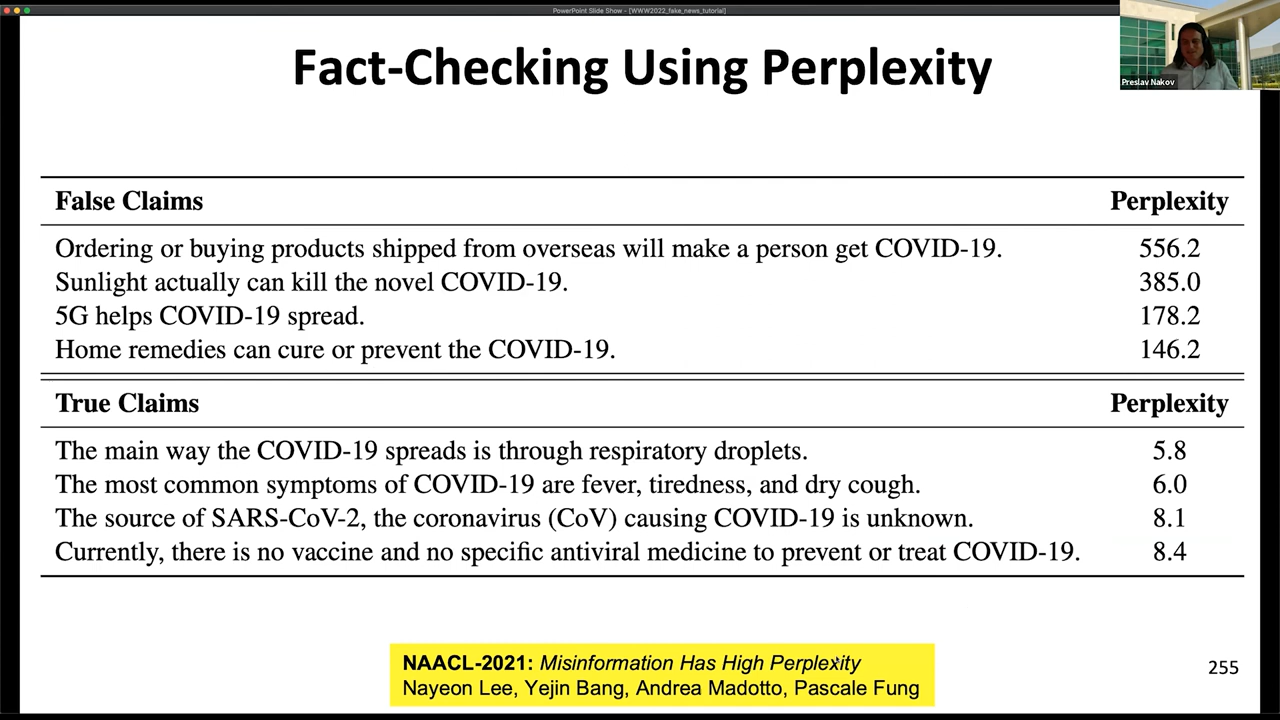 PowerPoint Slide Show - [WWW2022_fake_news_tutorial]
Preslav Nakov
Fact-Checking Using Perplexity
False Claims Perplexity
Ordering or buying products shipped from overseas will make a person get COVID-19. 556.2
Sunlight actually can kill the novel COVID-19. 385.0
5G helps COVID-19 spread. 178.2
Home remedies can cure or prevent the COVID-19. 146.2
True Claims Perplexity
The main way the COVID-19 spreads is through respiratory droplets. 5.8
The most common symptoms of COVID-19 are fever, tiredness, and dry cough. 6.0
The source of SARS-CoV-2, the coronavirus (CoV) causing COVID-19 is unknown. 8.1
Currently, there is no vaccine and no specific antiviral medicine to prevent or treat COVID-19. 8.4
NAACL-2021: Misinformation Has High Perplexity
Nayeon Lee, Yejin Bang, Andrea Madotto, Pascale Fung
255